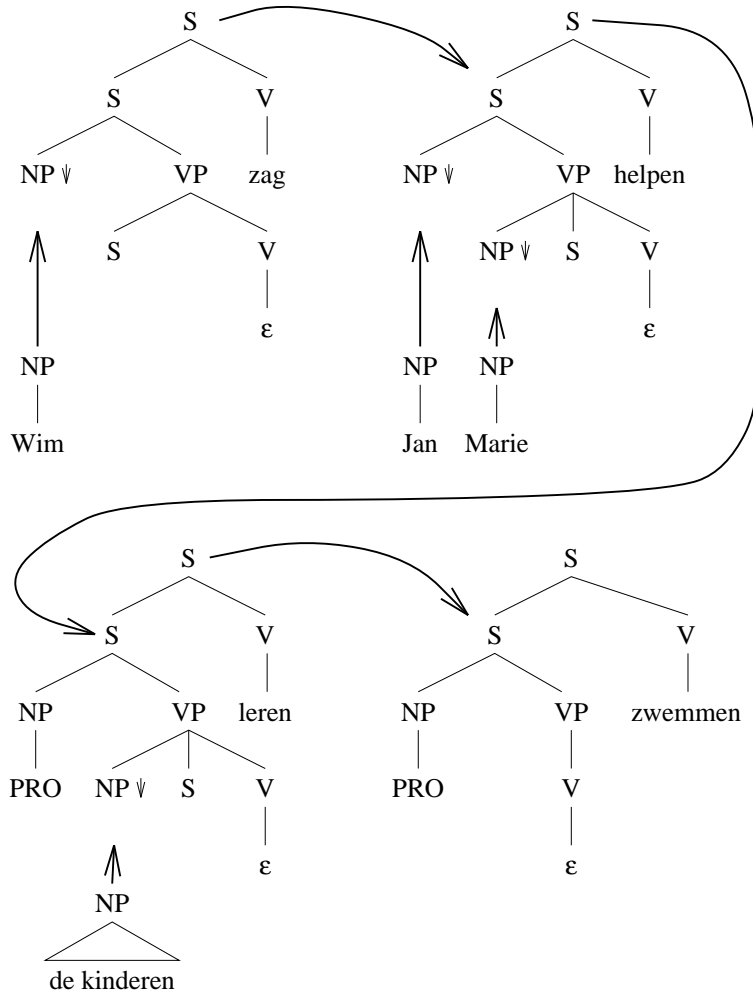 S S
S V S V
NP ⇓ VP zag NP ⇓ VP helpen
S V NP ⇓ S V
ε ε
NP NP NP
Wim Jan Marie
S S
S V S V
NP VP leren NP VP zwemmen
PRO NP ⇓ S V PRO V
ε ε
NP
de kinderen